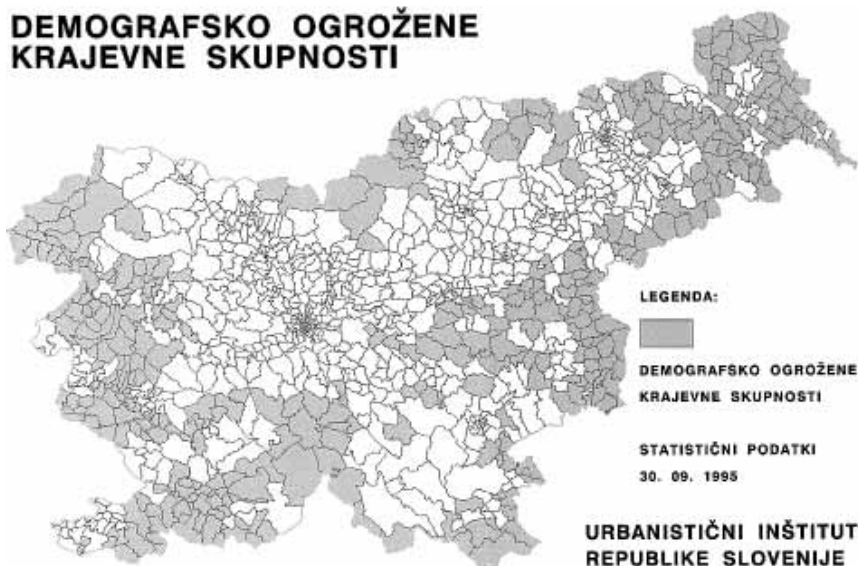 DEMOGRAFSKO OGROŽENE
KRAJEVNE SKUPNOSTI
LEGENDA:
DEMOGRAFSKO OGROŽENE
KRAJEVNE SKUPNOSTI
STATISTIČNI PODATKI
30. 09. 1995
URBANISTIČNI INŠTITUT
REPUBLIKE SLOVENIJE